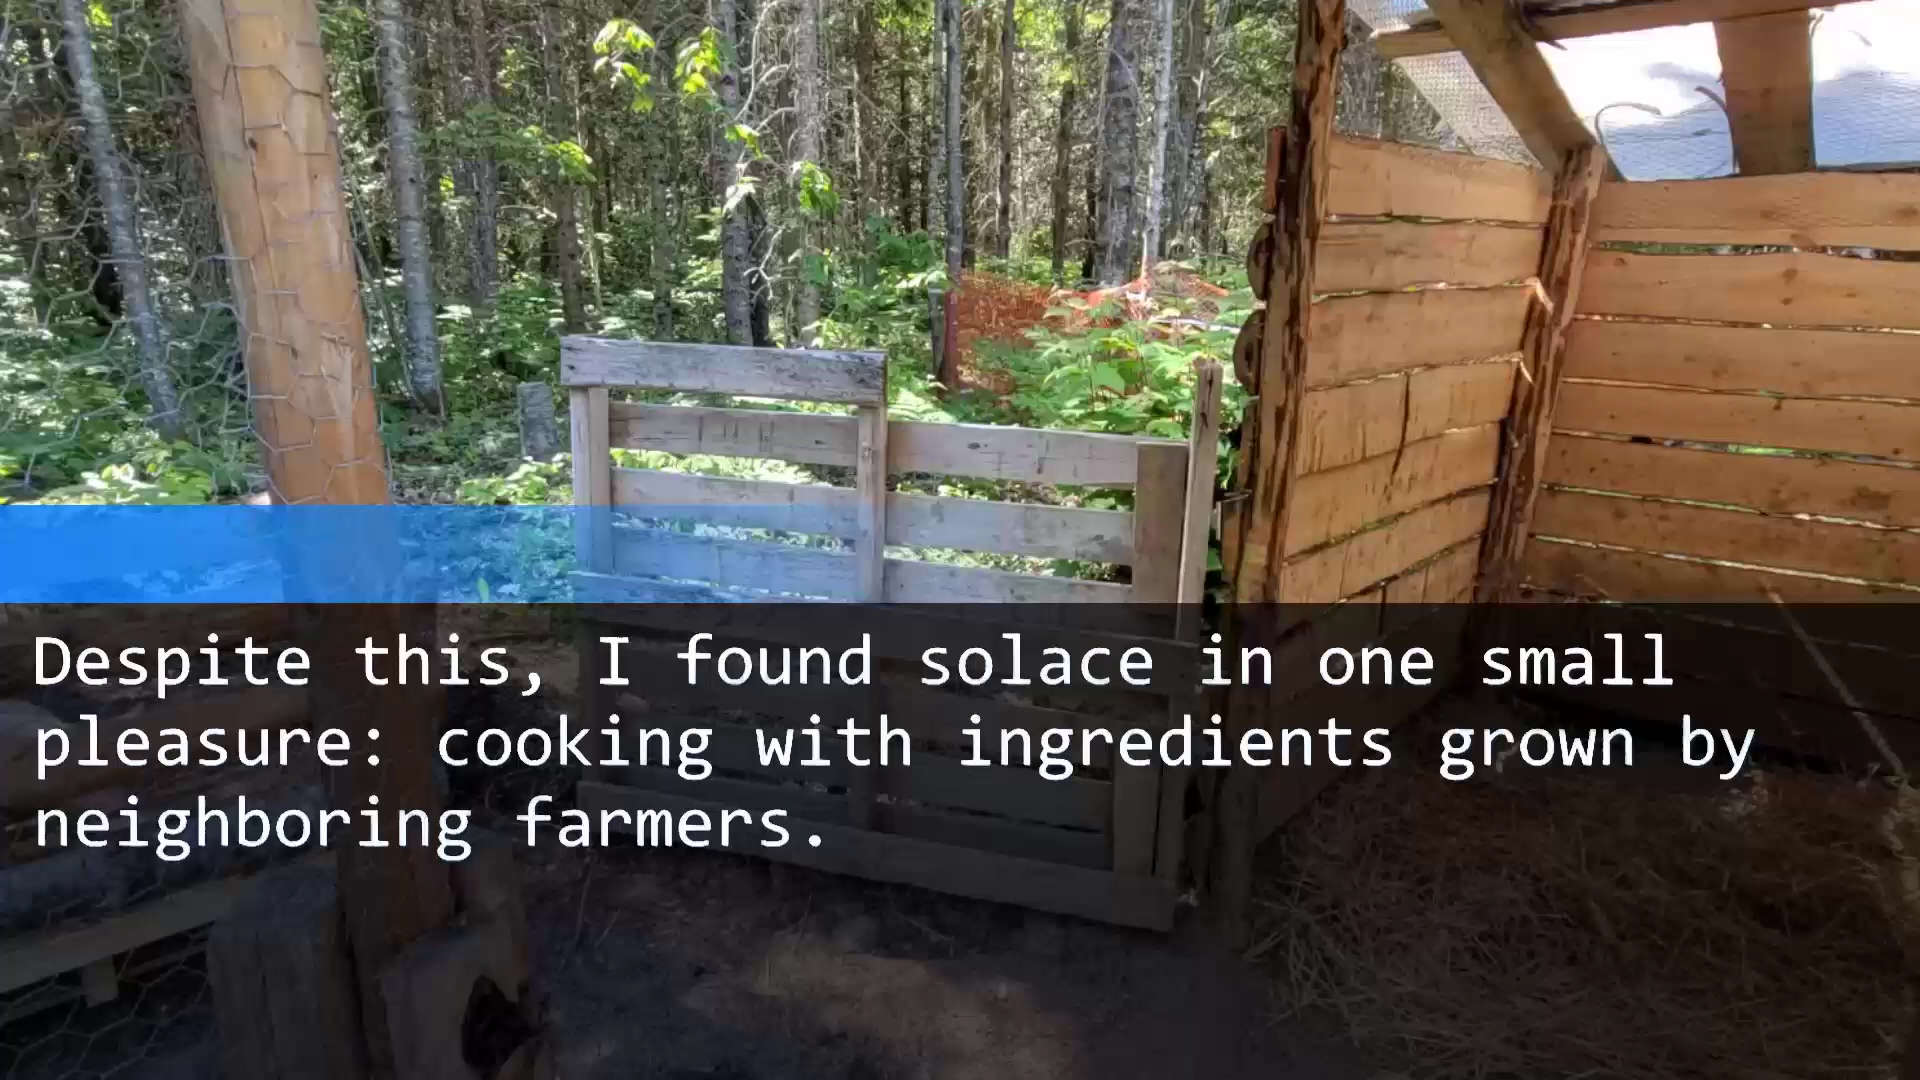 Despite this, I found solace in one small
pleasure: cooking with ingredients grown by
neighboring farmers.